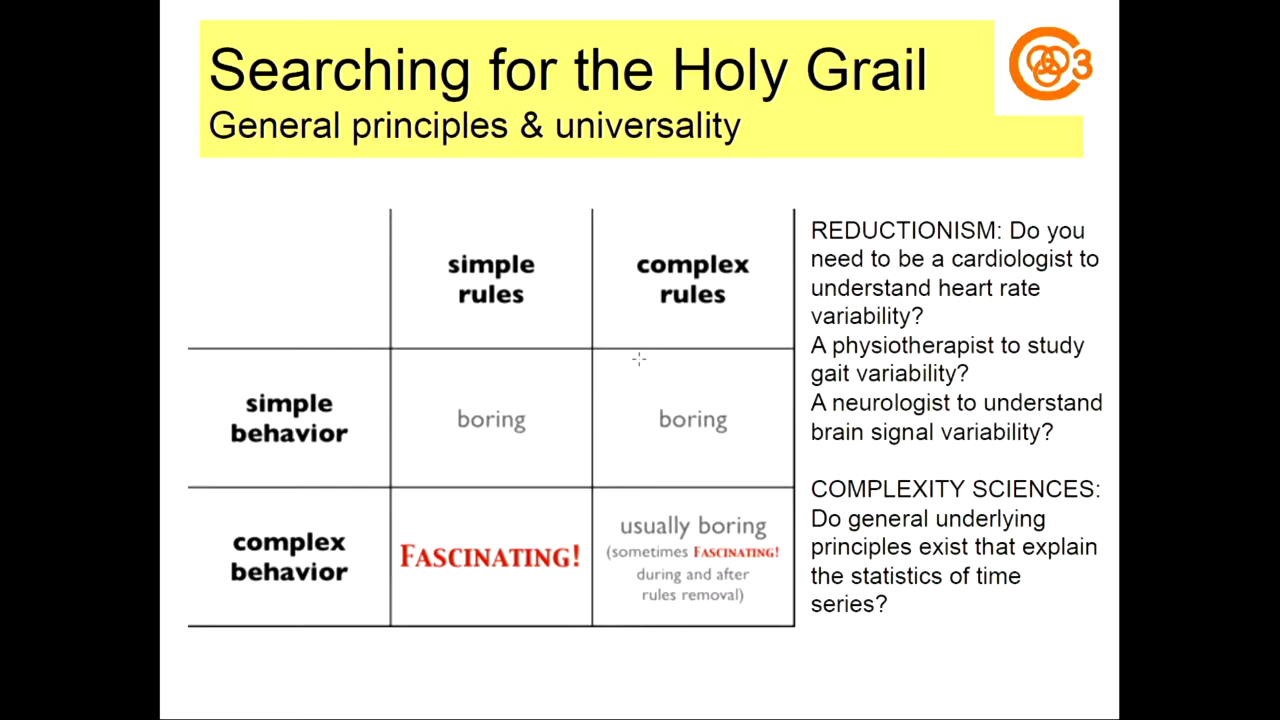 Searching for the Holy Grail
General principles & universality
3
simple
rules
complex
rules
simple
behavior
boring
boring
complex
behavior
FASCINATING!
usually boring
(sometimes FASCINATING!
during and after
rules removal)
REDUCTIONISM: Do you
need to be a cardiologist to
understand heart rate
variability?
A physiotherapist to study
gait variability?
A neurologist to understand
brain signal variability?
COMPLEXITY SCIENCES:
Do general underlying
principles exist that explain
the statistics of time
series?